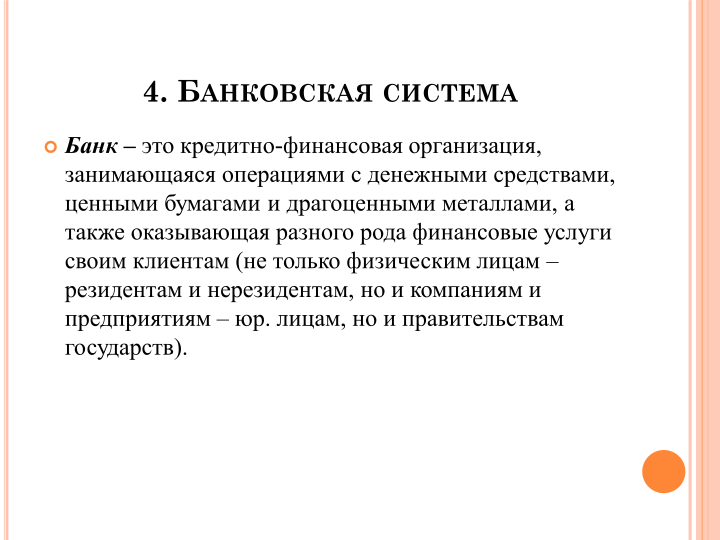 4. Банковская система
Банк – это кредитно-финансовая организация,
занимающаяся операциями с денежными средствами,
ценными бумагами и драгоценными металлами, а
также оказывающая разного рода финансовые услуги
своим клиентам (не только физическим лицам –
резидентам и нерезидентам, но и компаниям и
предприятиям – юр. лицам, но и правительствам
государств).